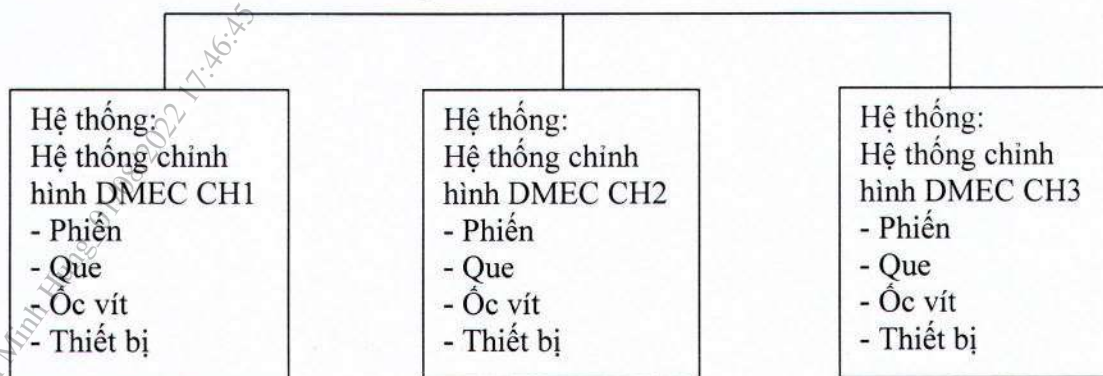 Hệ thống:
Hệ thống chỉnh
hình DMEC CH1
- Phiến
- Que
- Ốc vít
- Thiết bị
Hệ thống:
Hệ thống chỉnh
hình DMEC CH2
- Phiến
- Que
- Ốc vít
- Thiết bị
Hệ thống:
Hệ thống chỉnh
hình DMEC CH3
- Phiến
- Que
- Ốc vít
- Thiết bị